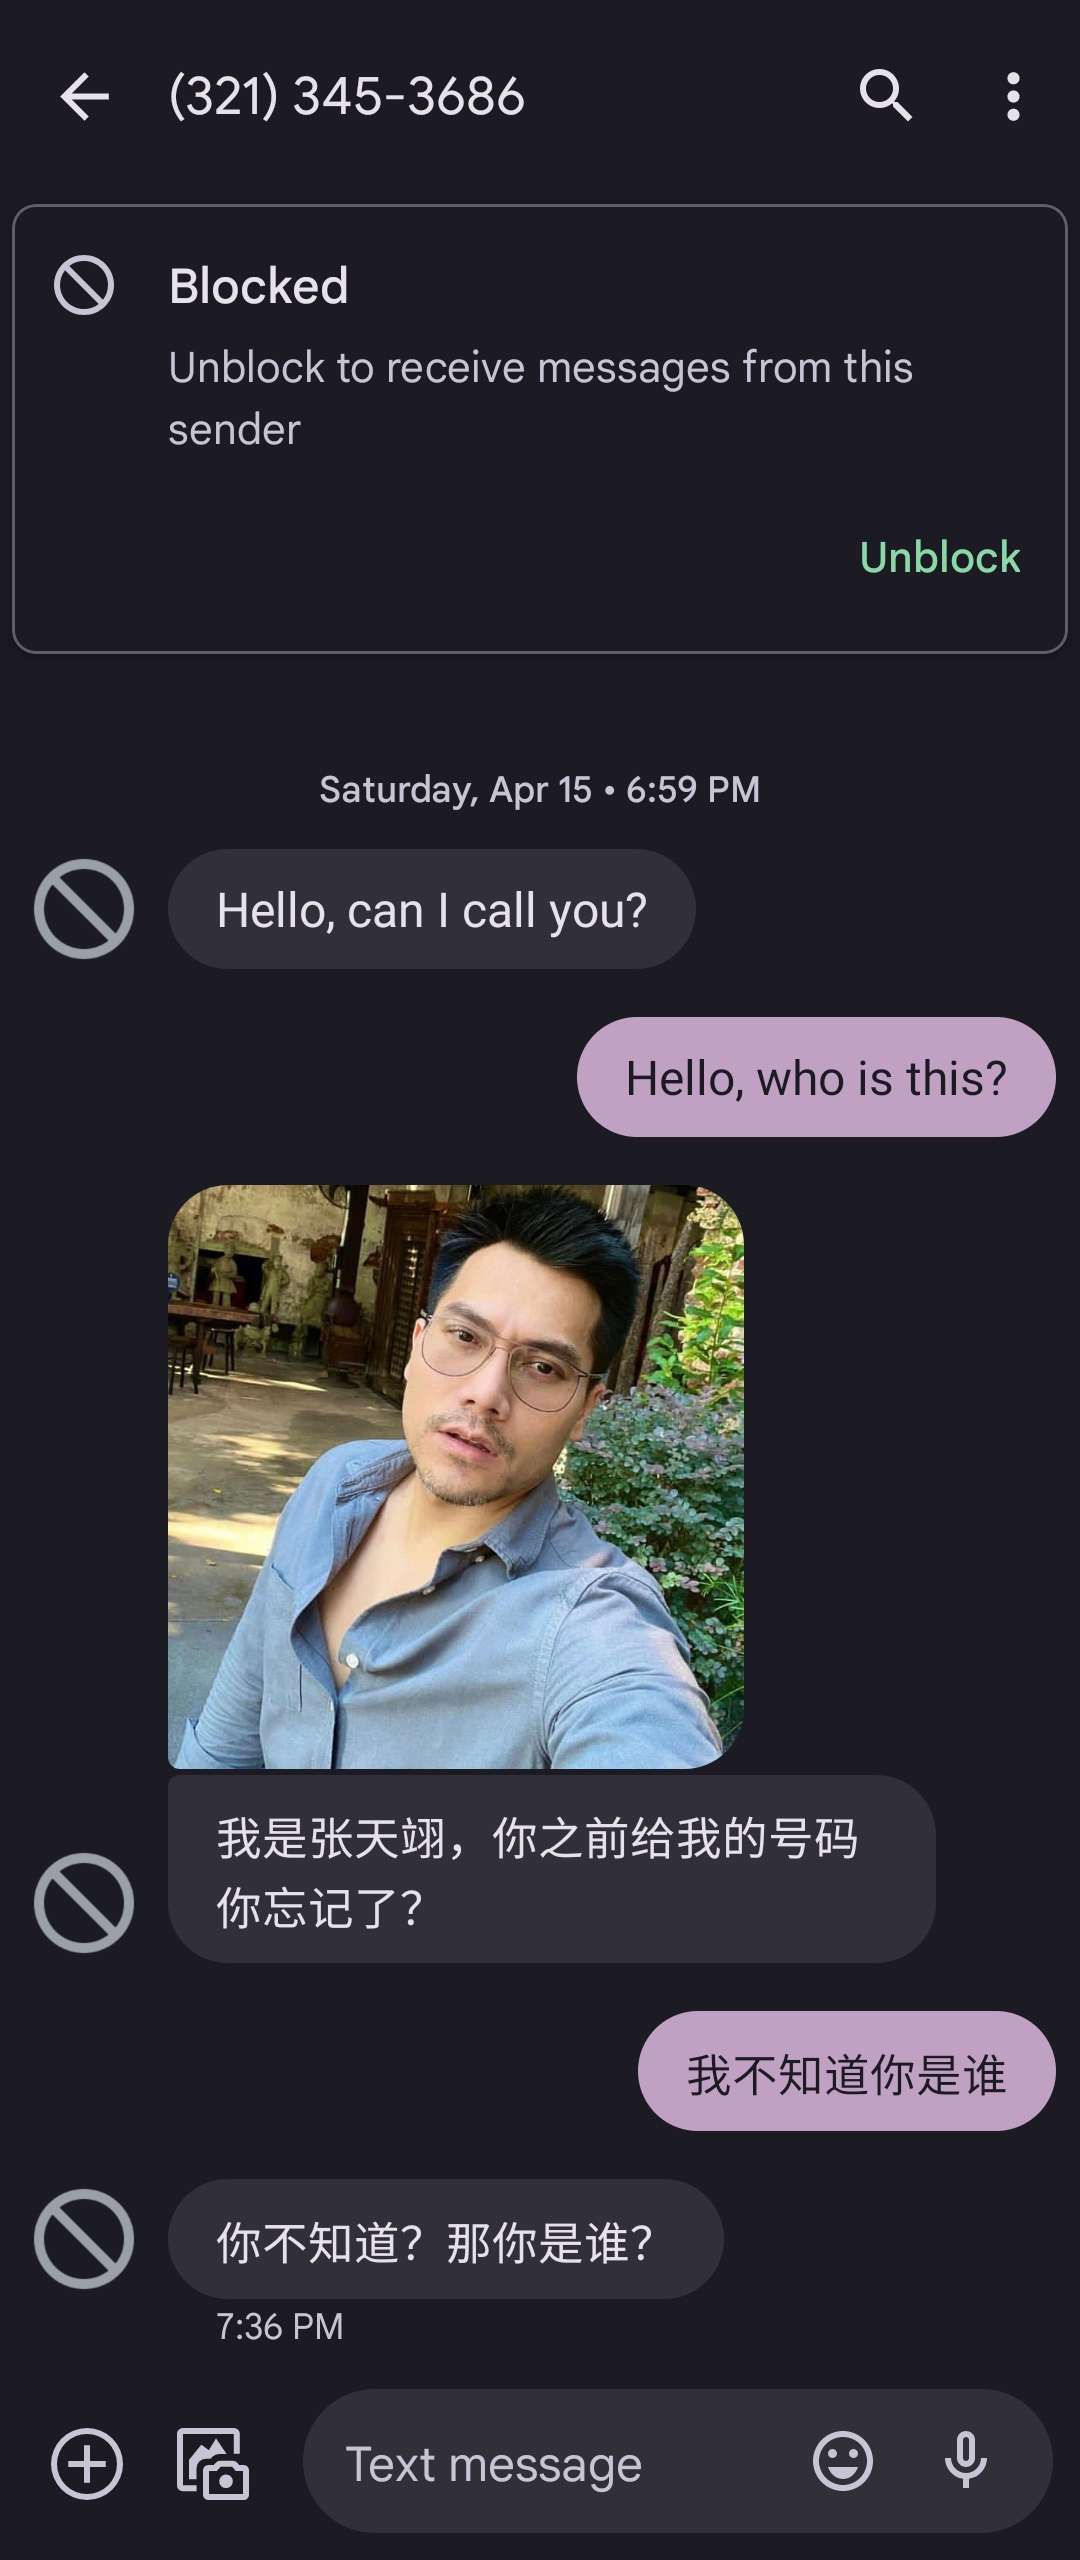 (321) 345-3686
Blocked
Unblock to receive messages from this
sender
Unblock
Saturday, Apr 15 • 6:59 PM
Hello, can I call you?
Hello, who is this?
我是张天翊，你之前给我的号码
你忘记了？
我不知道你是谁
你不知道？那你是谁？
7:36 PM
Text message